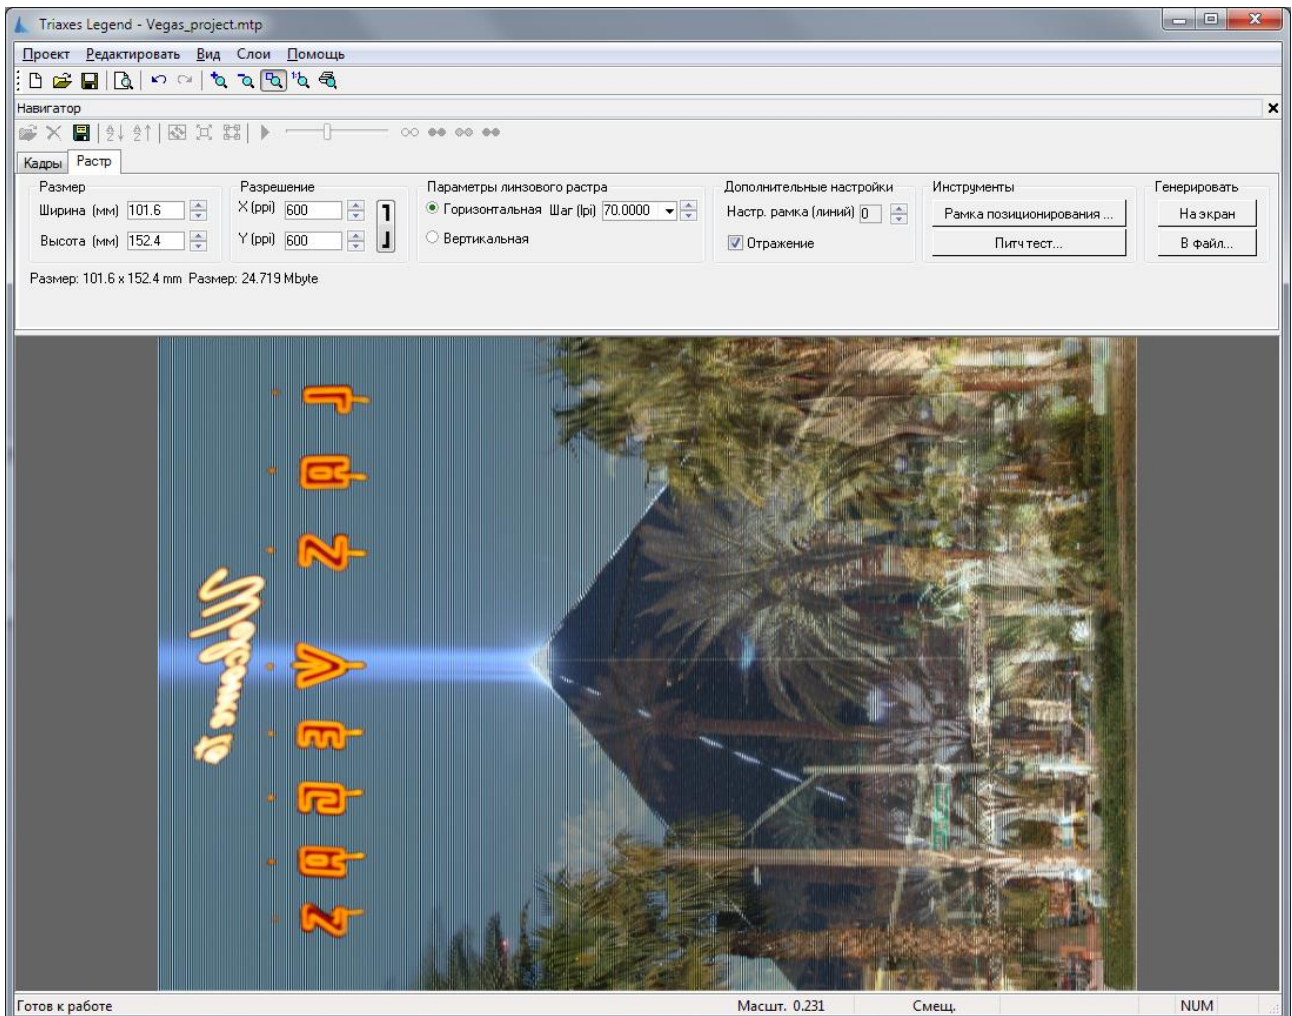 Triaxes Legend - Vegas_project.mtp
Проект Редактировать Вид Слои Помощь
Навигатор
Кадры Растр
Размер Разрешение Параметры линзового растра Дополнительные настройки Инструменты Генерировать
Ширина (мм) 101.6 X (ppi) 600 Горизонтальная Шаг (lpi) 70.0000 Настр. рамка (линий) 0 Рамка позиционирования ... На экран
Высота (мм) 152.4 Y (ppi) 600 Вертикальная Отражение Питч тест... В файл...
Размер: 101.6 x 152.4 mm Размер: 24.719 Mbyte
Welcome to
LAS VEGAS
Готов к работе Масшт. 0.231 Смещ. NUM